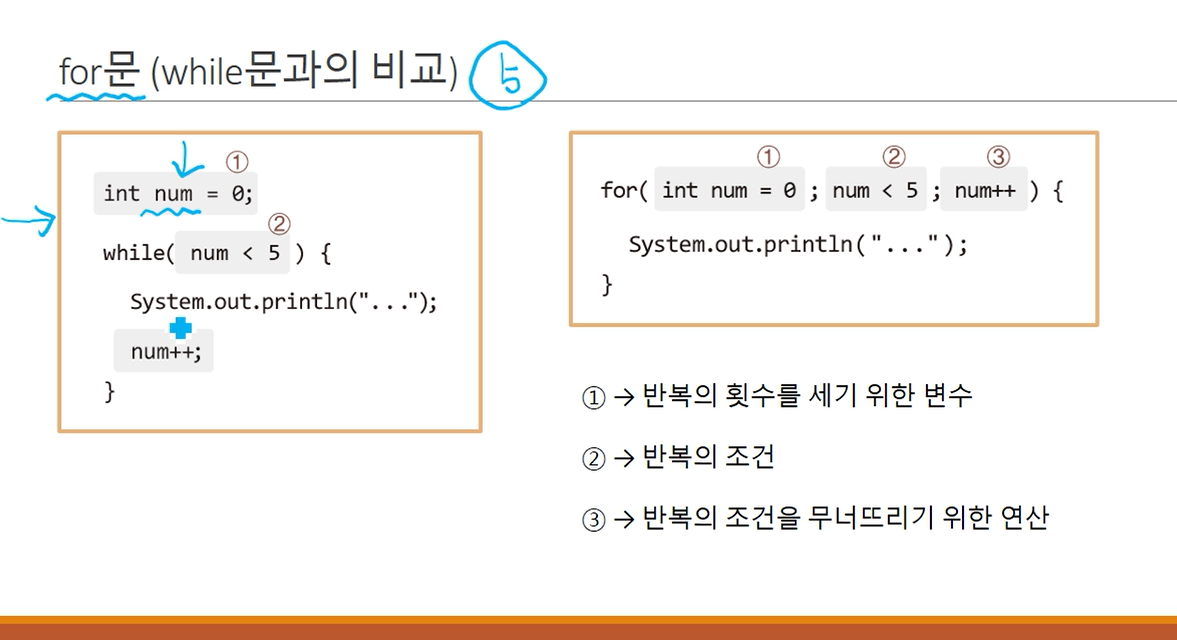 for문 (while문과의 비교) 5
①
int num = 0;
②
while( num < 5 ) {
System.out.println("...");
num++;
}
① ② ③
for( int num = 0 ; num < 5 ; num++ ) {
System.out.println("...");
}
① → 반복의 횟수를 세기 위한 변수
② → 반복의 조건
③ → 반복의 조건을 무너뜨리기 위한 연산